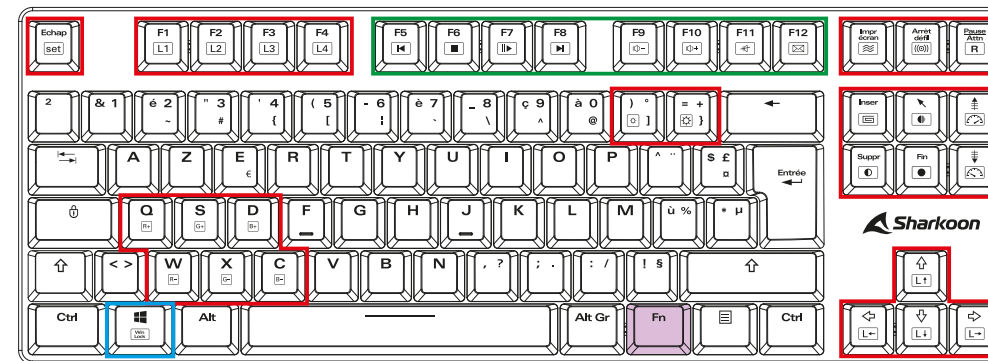 Echap F1 F2 F3 F4 F5 F6 F7 F8 F9 F10 F11 F12 Impr écran Arrêt défil Pause Attn
set L1 L2 L3 L4 R
² & 1 é 2 ~ " 3 # ' 4 { ( 5 [ - 6 ¦ è 7 ` _ 8 \ ç 9 ^ à 0 @ ) ° ] = + } Inser
A Z E € R T Y U I O P ^ ¨ $ £ ¤ Entrée Suppr Fin
Q R+ S G+ D B+ F G H J K L M ù % * µ Sharkoon
< > W R- X G- C B- V B N , ? ; . : / ! § L↑
Ctrl Win Lock Alt Alt Gr Fn Ctrl L← L↓ L→